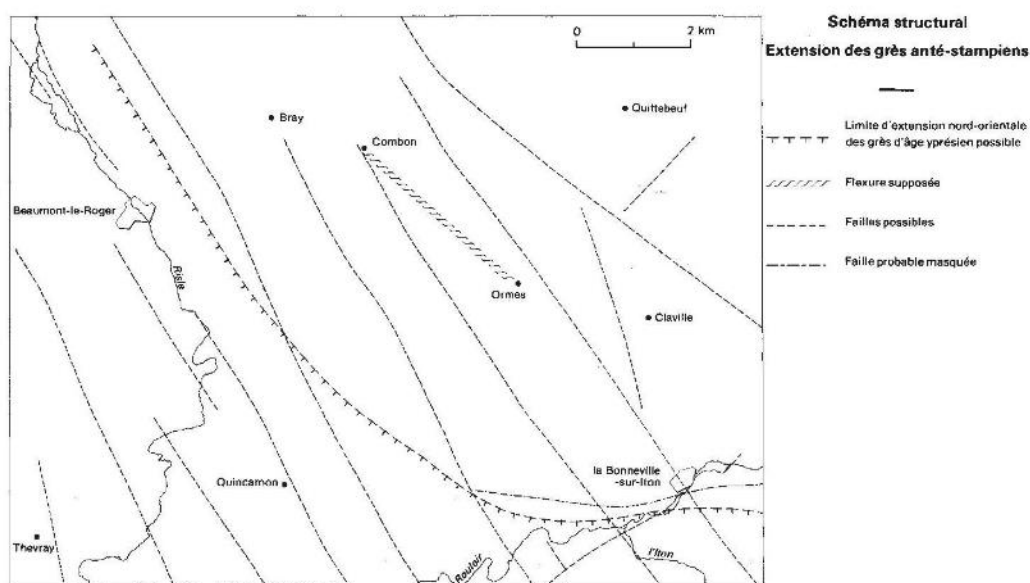 Schéma structural
Extension des grès anté-stampiens
Limite d'extension nord-orientale
des grès d'âge yprésien possible
Flexure supposée
Failles possibles
Faille probable masquée
0 2 km
Quittebeuf
Bray
Combon
Beaumont-le-Roger
Risle
Ormes
Claville
la Bonneville
-sur-Iton
Quincarnon
Thevray
Rouloir
l'Iton